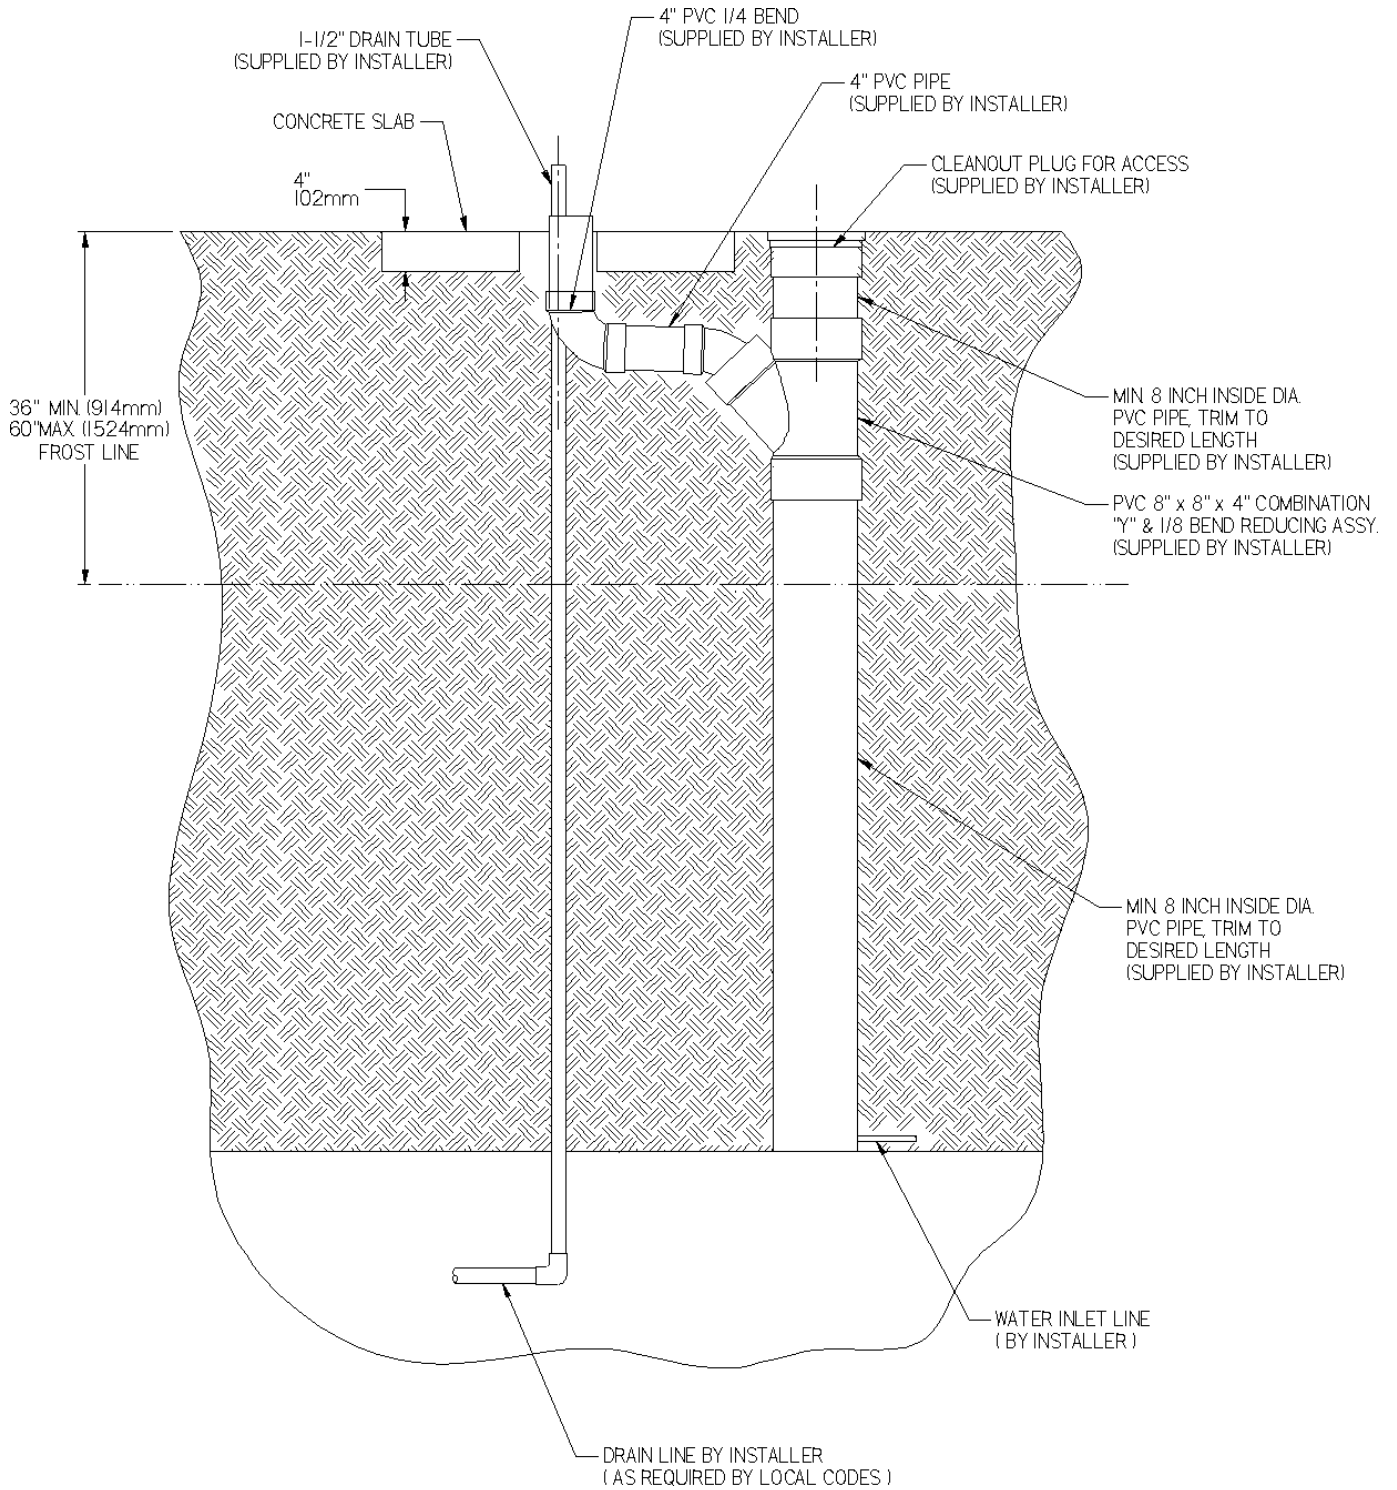 4" PVC 1/4 BEND
(SUPPLIED BY INSTALLER)
1-1/2" DRAIN TUBE
(SUPPLIED BY INSTALLER)
4" PVC PIPE
(SUPPLIED BY INSTALLER)
CONCRETE SLAB
CLEANOUT PLUG FOR ACCESS
(SUPPLIED BY INSTALLER)
4"
102mm
36" MIN. (914mm)
60"MAX. (1524mm)
FROST LINE
MIN. 8 INCH INSIDE DIA.
PVC PIPE, TRIM TO
DESIRED LENGTH
(SUPPLIED BY INSTALLER)
PVC 8" x 8" x 4" COMBINATION
"Y" & 1/8 BEND REDUCING ASSY.
(SUPPLIED BY INSTALLER)
MIN. 8 INCH INSIDE DIA.
PVC PIPE, TRIM TO
DESIRED LENGTH
(SUPPLIED BY INSTALLER)
WATER INLET LINE
( BY INSTALLER )
DRAIN LINE BY INSTALLER
( AS REQUIRED BY LOCAL CODES )